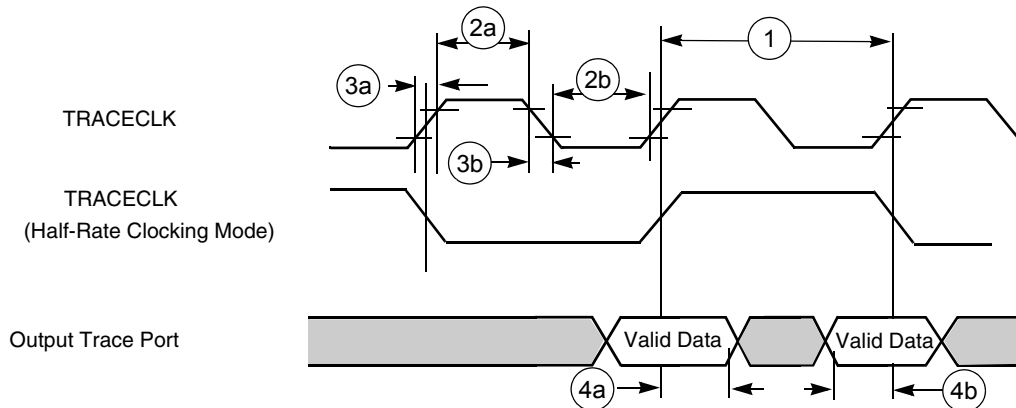 2a
1
3a
2b
TRACECLK
3b
TRACECLK
(Half-Rate Clocking Mode)
Output Trace Port
Valid Data
Valid Data
4a
4b